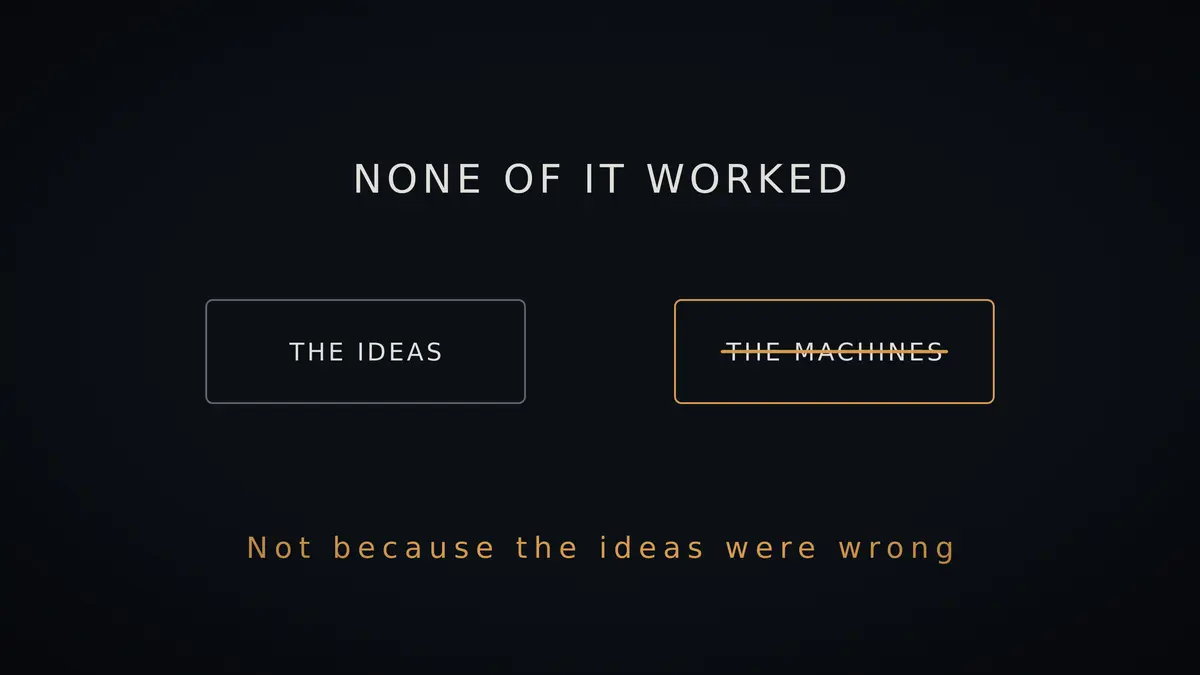 NONE OF IT WORKED
THE IDEAS
THE MACHINES
Not because the ideas were wrong